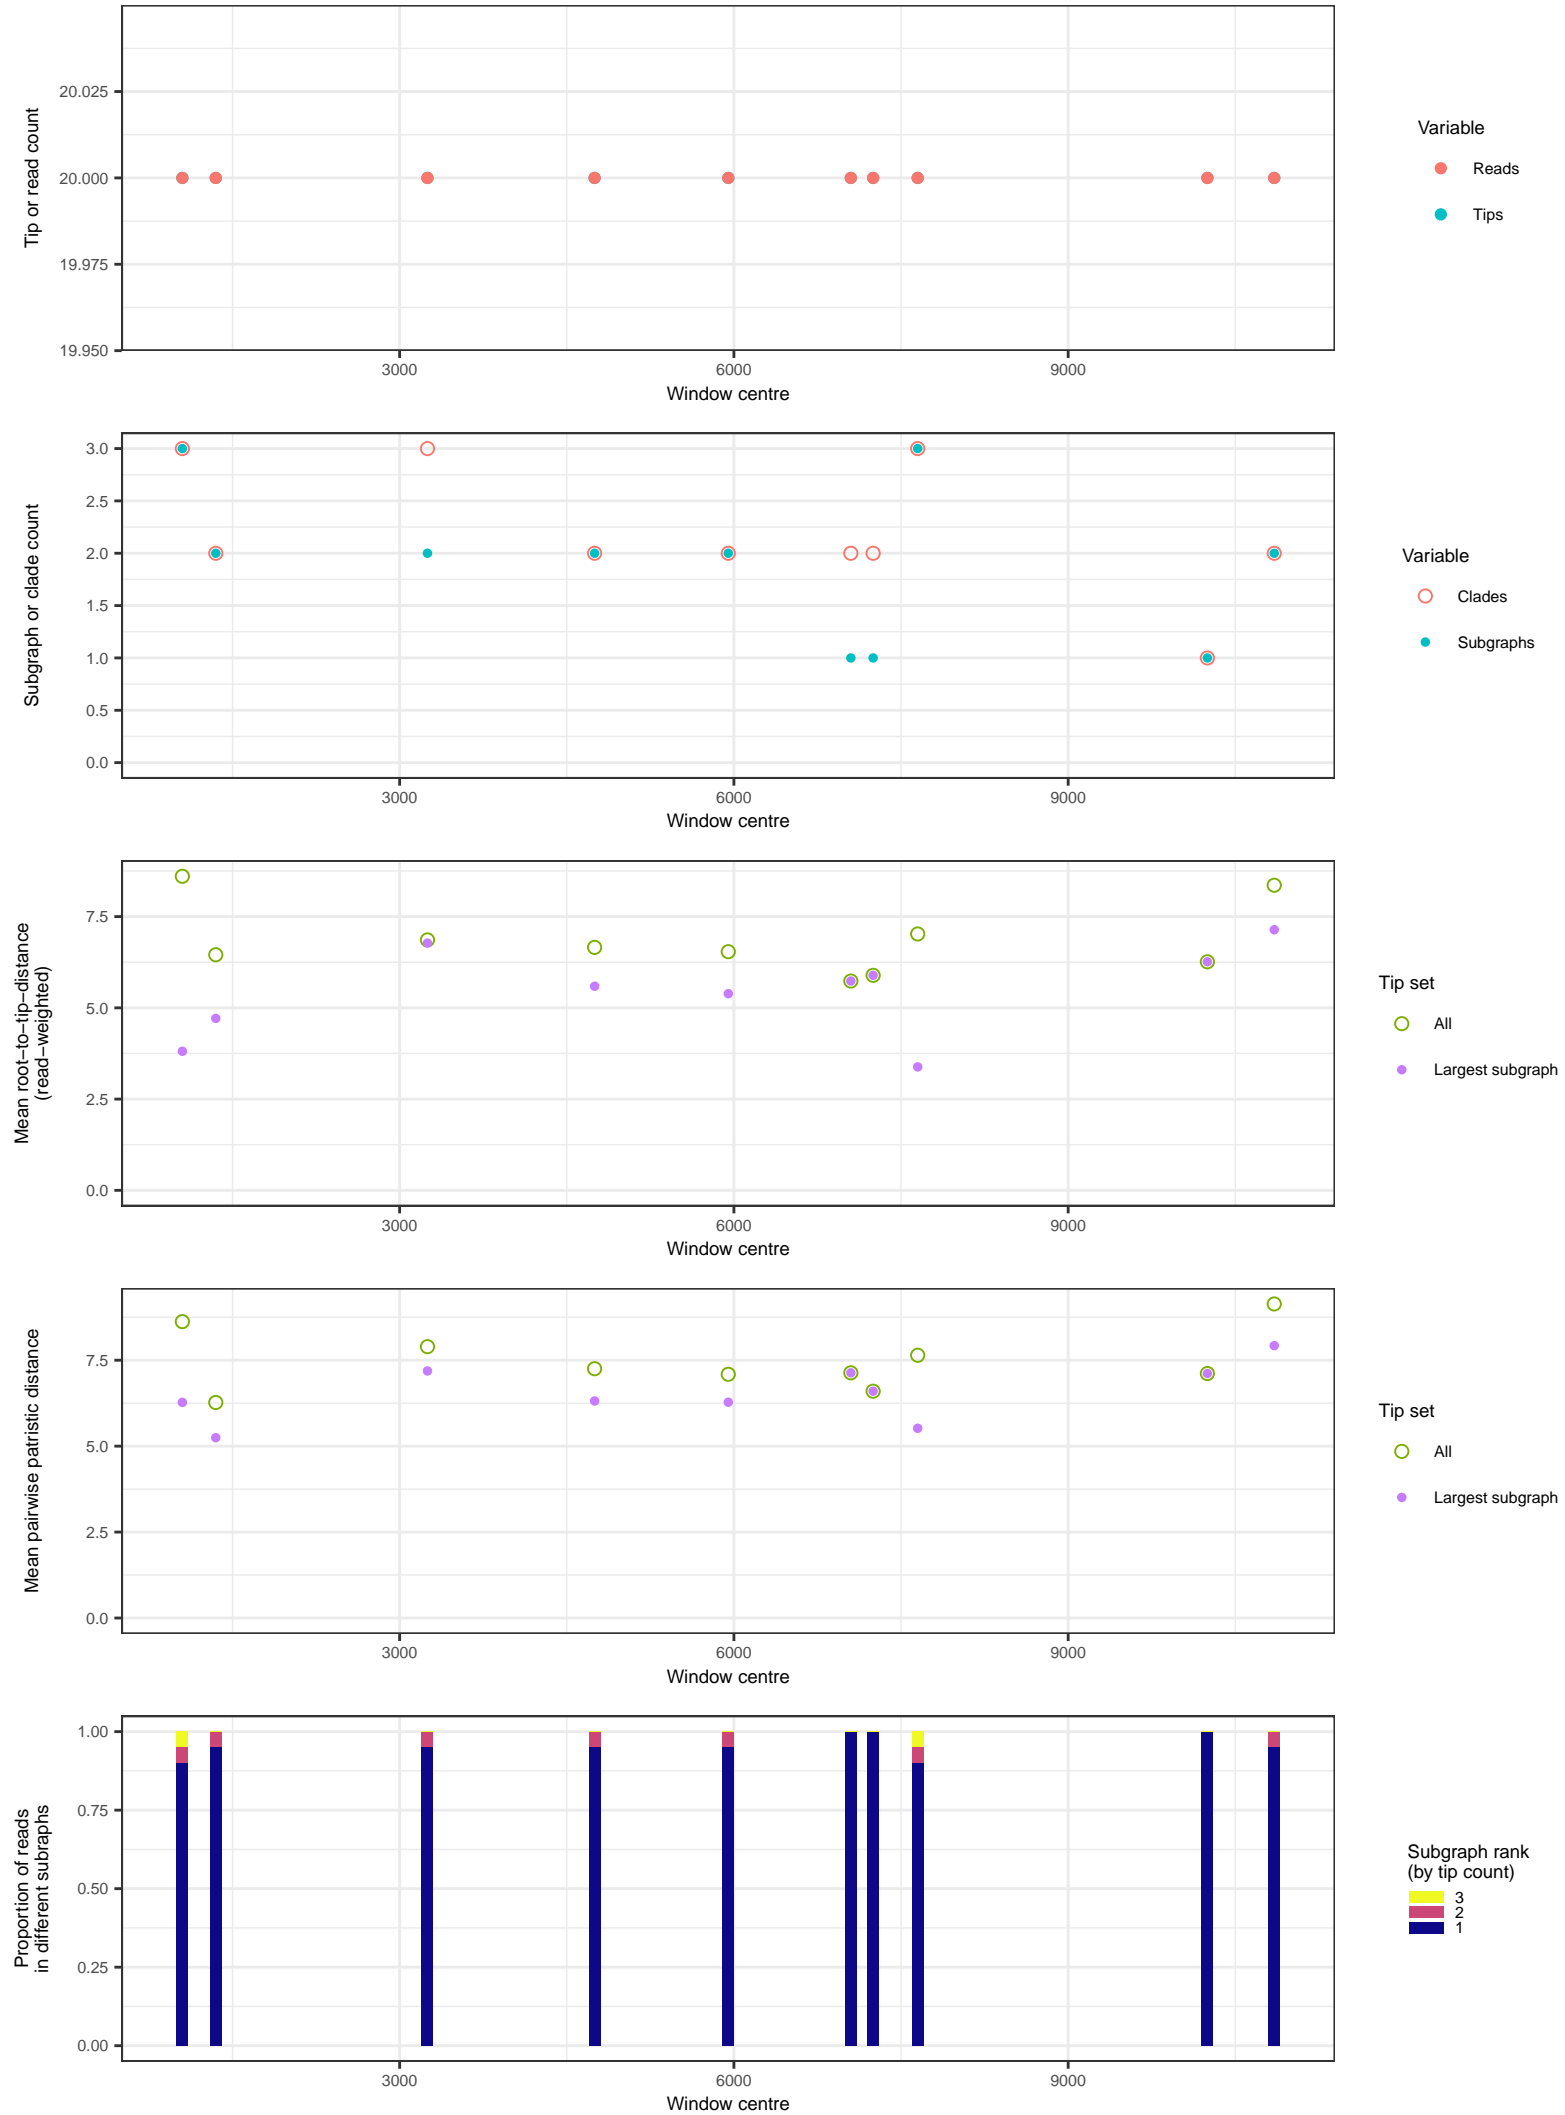 Tip or read count
20.025
20.000
19.975
19.950
3000 6000 9000
Window centre
Variable
Reads
Tips
Subgraph or clade count
3.0
2.5
2.0
1.5
1.0
0.5
0.0
3000 6000 9000
Window centre
Variable
Clades
Subgraphs
Mean root−to−tip−distance
(read−weighted)
7.5
5.0
2.5
0.0
3000 6000 9000
Window centre
Tip set
All
Largest subgraph
Mean pairwise patristic distance
7.5
5.0
2.5
0.0
3000 6000 9000
Window centre
Tip set
All
Largest subgraph
Proportion of reads
in different subraphs
1.00
0.75
0.50
0.25
0.00
3000 6000 9000
Window centre
Subgraph rank
(by tip count)
3
2
1